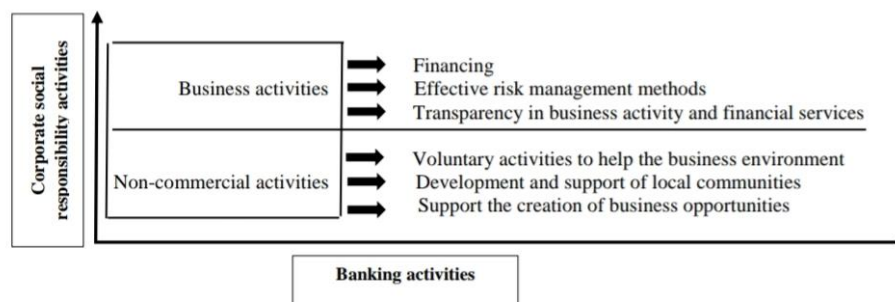 Corporate social
responsibility activities
Business activities
Financing
Effective risk management methods
Transparency in business activity and financial services
Non-commercial activities
Voluntary activities to help the business environment
Development and support of local communities
Support the creation of business opportunities
Banking activities